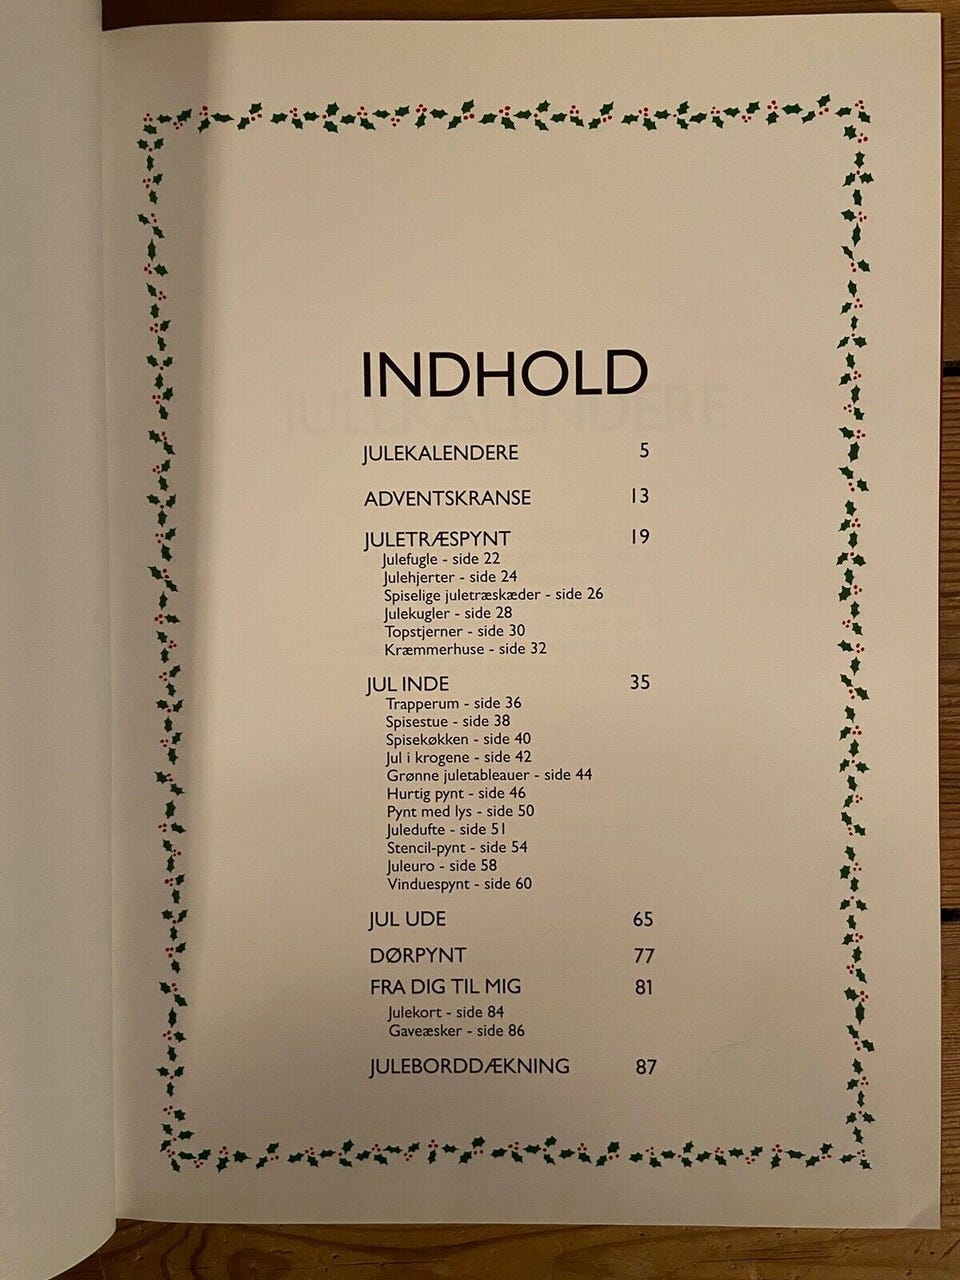 INDHOLD
JULEKALENDERE
JULEKALENDERE 5
ADVENTSKRANSE 13
JULETRÆSPYNT 19
Julefugle - side 22
Julehjerter - side 24
Spiselige juletræskæder - side 26
Julekugler - side 28
Topstjerner - side 30
Kræmmerhuse - side 32
JUL INDE 35
Trapperum - side 36
Spisestue - side 38
Spisekøkken - side 40
Jul i krogene - side 42
Grønne juletableauer - side 44
Hurtig pynt - side 46
Pynt med lys - side 50
Juledufte - side 51
Stencil-pynt - side 54
Juleuro - side 58
Vinduespynt - side 60
JUL UDE 65
DØRPYNT 77
FRA DIG TIL MIG 81
Julekort - side 84
Gaveæsker - side 86
JULEBORDDÆKNING 87